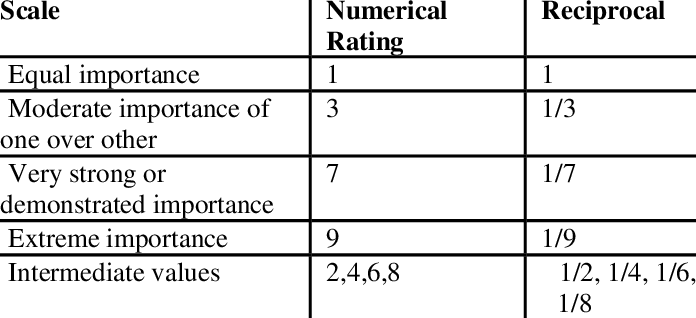 Scale Numerical Rating Reciprocal
Equal importance 1 1
Moderate importance of one over other 3 1/3
Very strong or demonstrated importance 7 1/7
Extreme importance 9 1/9
Intermediate values 2,4,6,8 1/2, 1/4, 1/6, 1/8